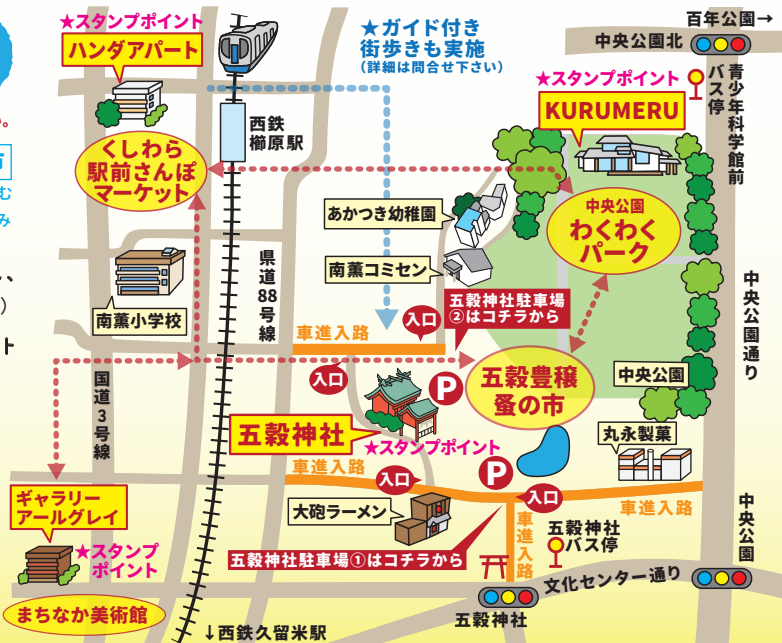 ★スタンプポイント
ハンダアパート
★ガイド付き
街歩きも実施
(詳細は問合せ下さい)
百年公園→
中央公園北
青少年科学館前
バス停
★スタンプポイント
KURUMERU
西鉄
櫛原駅
くしわら
駅前さんぽ
マーケット
い。
む
み
、
)
ト
あかつき幼稚園
南薫コミセン
中央公園
わくわく
パーク
県道88号線
南薫小学校
入口
五穀神社駐車場
②はコチラから
車進入路
入口
中央公園通り
国道3号線
P
五穀豊穣
蚤の市
中央公園
五穀神社
★スタンプポイント
丸永製菓
車進入路
入口
P
入口
車進入路
ギャラリー
アールグレイ
★スタンプ
ポイント
大砲ラーメン
車進入路
五穀神社
バス停
中央公園
五穀神社駐車場①はコチラから
文化センター通り
まちなか美術館
↓西鉄久留米駅
五穀神社